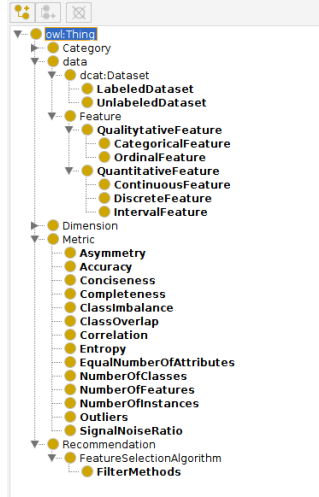 owl:Thing
Category
data
dcat:Dataset
LabeledDataset
UnlabeledDataset
Feature
QualitytativeFeature
CategoricalFeature
OrdinalFeature
QuantitativeFeature
ContinuousFeature
DiscreteFeature
IntervalFeature
Dimension
Metric
Asymmetry
Accuracy
Conciseness
Completeness
ClassImbalance
ClassOverlap
Correlation
Entropy
EqualNumberOfAttributes
NumberOfClasses
NumberOfFeatures
NumberOfInstances
Outliers
SignalNoiseRatio
Recommendation
FeatureSelectionAlgorithm
FilterMethods